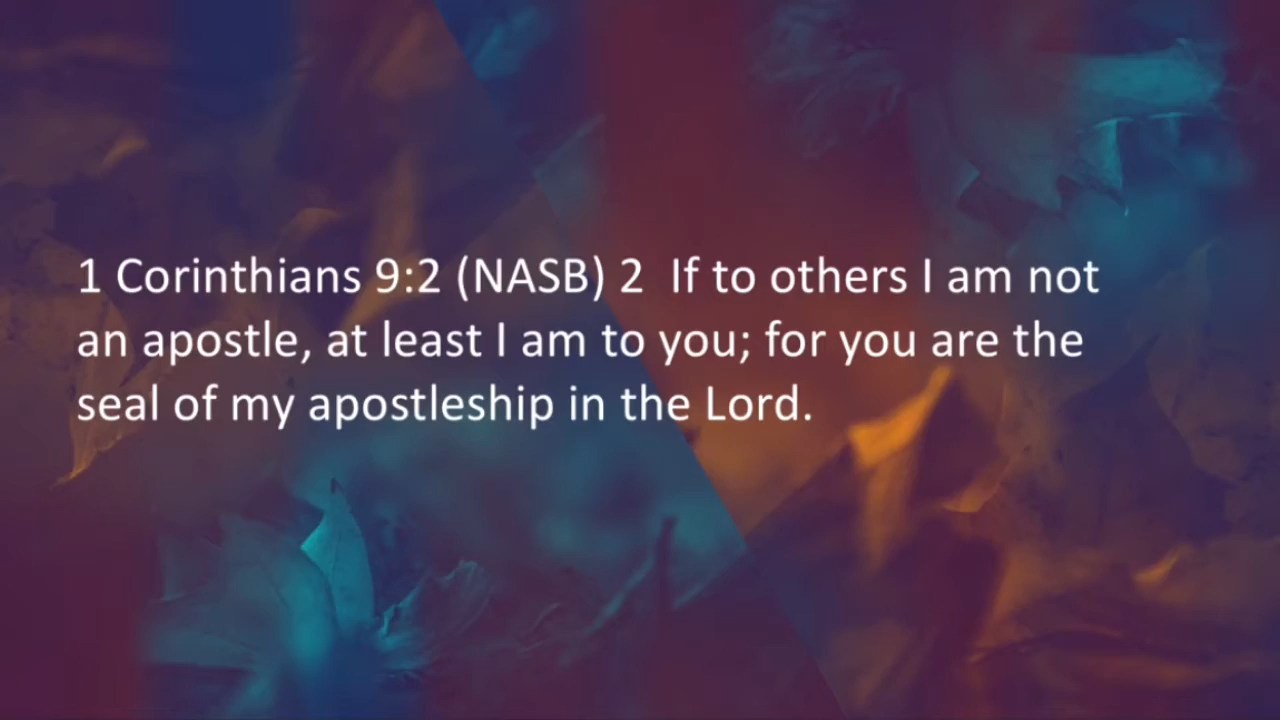 1 Corinthians 9:2 (NASB) 2  If to others I am not
an apostle, at least I am to you; for you are the
seal of my apostleship in the Lord.